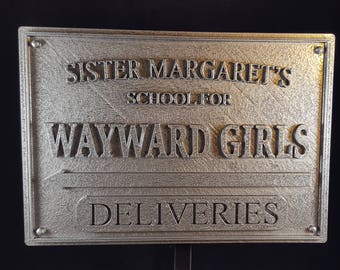 SISTER MARGARET'S
SCHOOL FOR
WAYWARD GIRLS
DELIVERIES